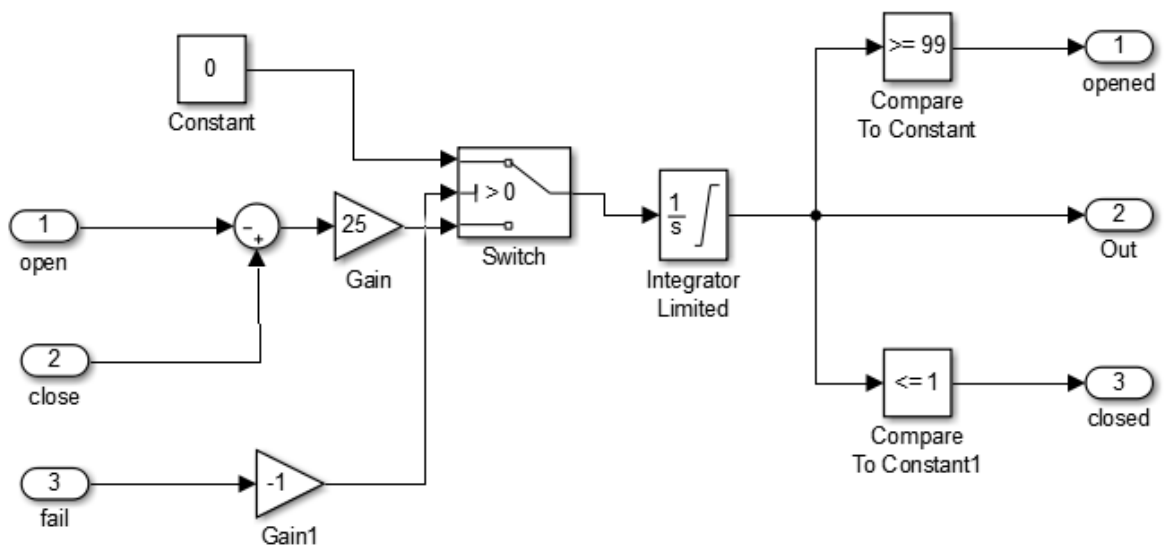 0
Constant
1
open
-
+
25
Gain
2
close
3
fail
-1
Gain1
> 0
Switch
1
s
Integrator
Limited
>= 99
Compare
To Constant
1
opened
2
Out
<= 1
Compare
To Constant1
3
closed